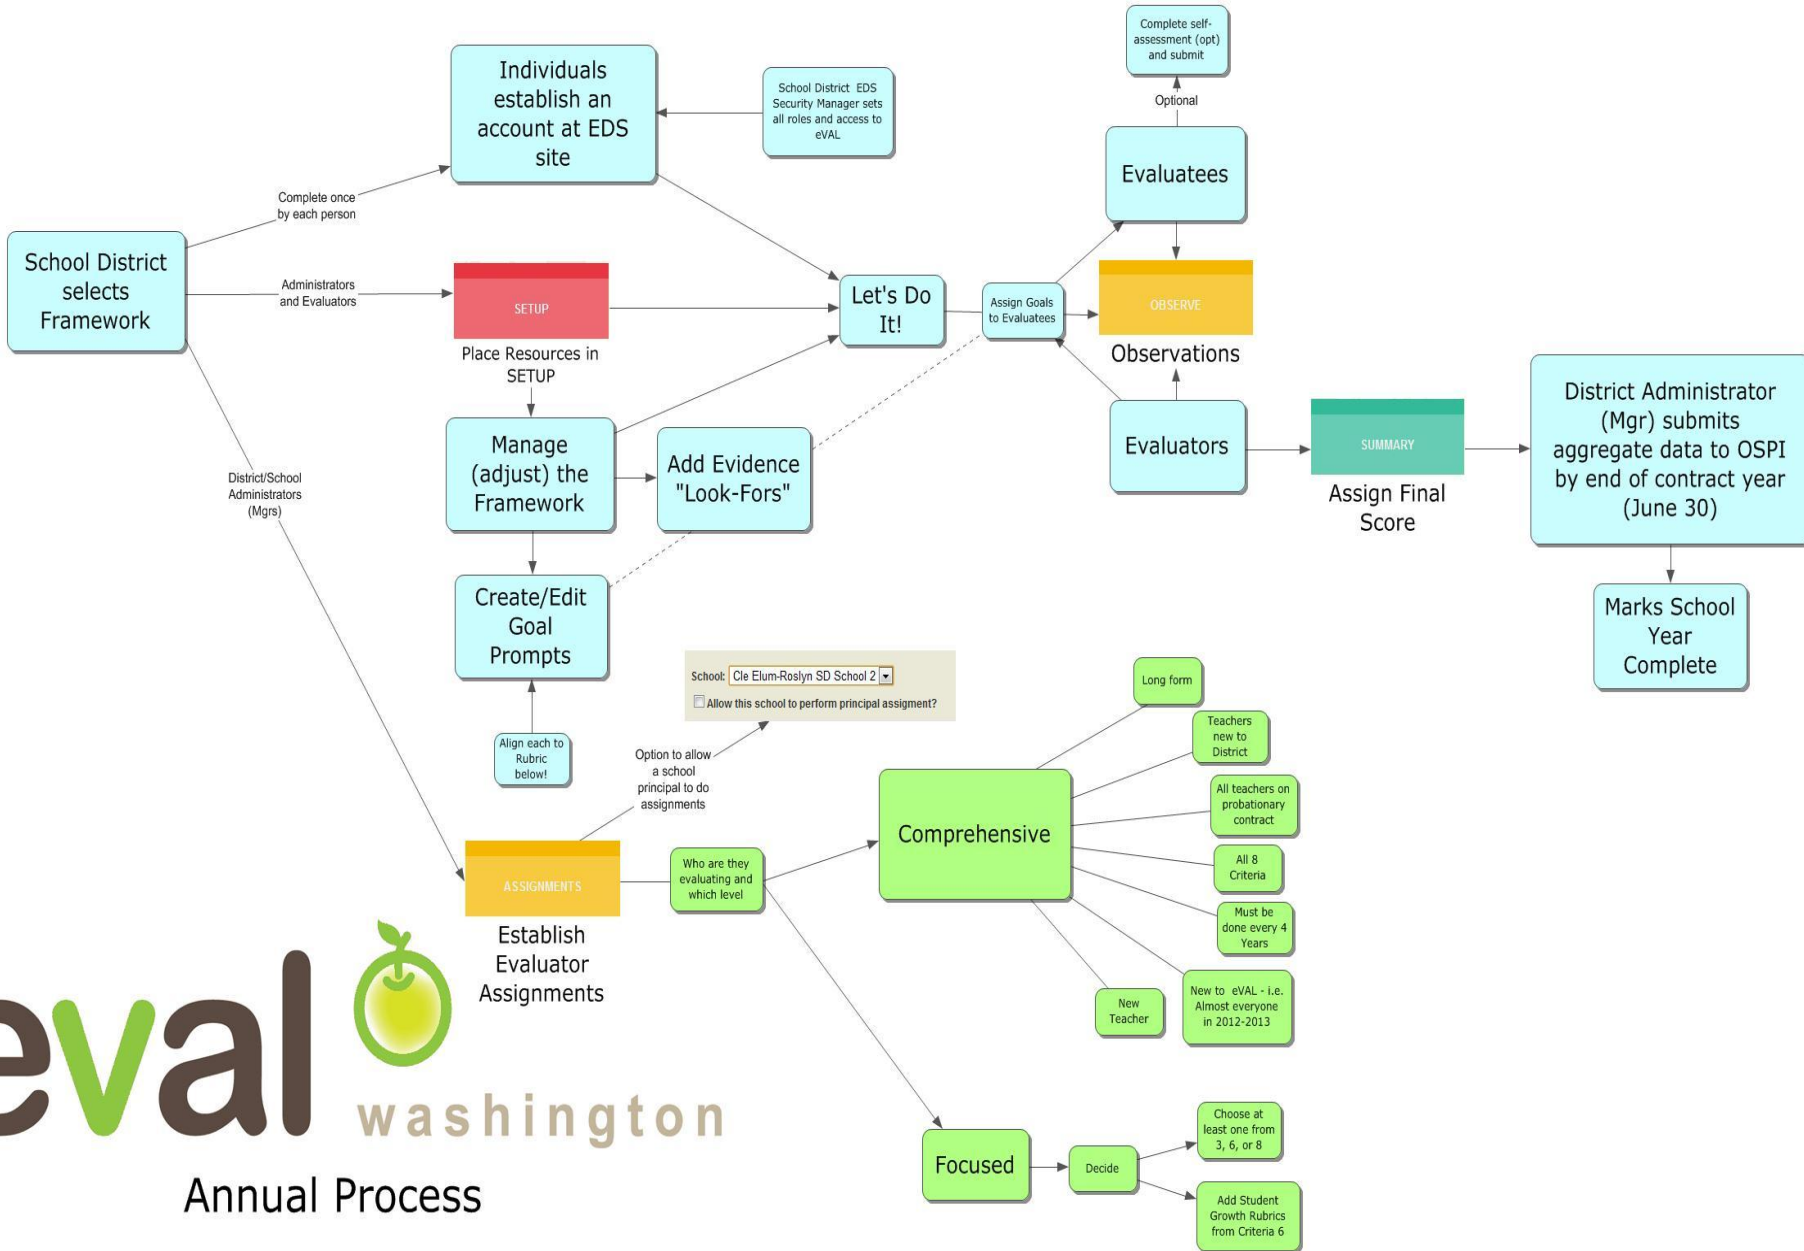 Complete self-
assessment (opt)
and submit
Optional
Individuals
establish an
account at EDS
site
School District EDS
Security Manager sets
all roles and access to
eVAL
Evaluatees
Complete once
by each person
School District
selects
Framework
Administrators
and Evaluators
SETUP
Place Resources in
SETUP
Let's Do
It!
Assign Goals
to Evaluatees
OBSERVE
Observations
Manage
(adjust) the
Framework
Add Evidence
"Look-Fors"
Evaluators
SUMMARY
Assign Final
Score
District Administrator
(Mgr) submits
aggregate data to OSPI
by end of contract year
(June 30)
Marks School
Year
Complete
District/School
Administrators
(Mgrs)
Create/Edit
Goal
Prompts
Align each to
Rubric
below!
School: Cle Elum-Roslyn SD School 2
Allow this school to perform principal assigment?
Option to allow
a school
principal to do
assignments
ASSIGNMENTS
Establish
Evaluator
Assignments
Who are they
evaluating and
which level
Comprehensive
Long form
Teachers
new to
District
All teachers on
probationary
contract
All 8
Criteria
Must be
done every 4
Years
New to eVAL - i.e.
Almost everyone
in 2012-2013
New
Teacher
Focused
Decide
Choose at
least one from
3, 6, or 8
Add Student
Growth Rubrics
from Criteria 6
eval
washington
Annual Process